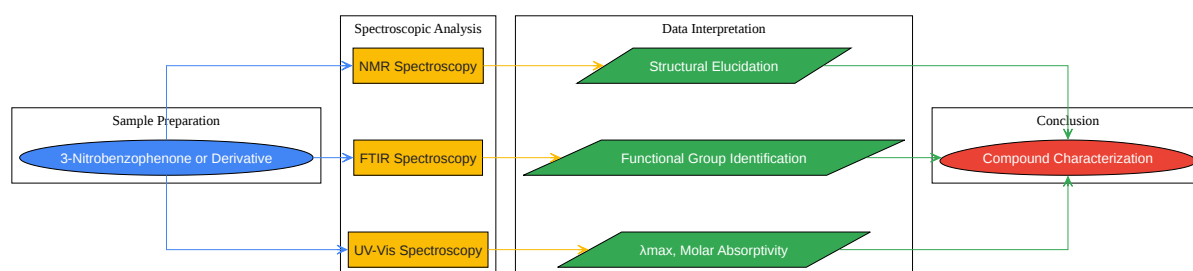 Spectroscopic Analysis
Data Interpretation
NMR Spectroscopy
Structural Elucidation
Sample Preparation
Conclusion
3-Nitrobenzophenone or Derivative
FTIR Spectroscopy
Functional Group Identification
Compound Characterization
UV-Vis Spectroscopy
λmax, Molar Absorptivity